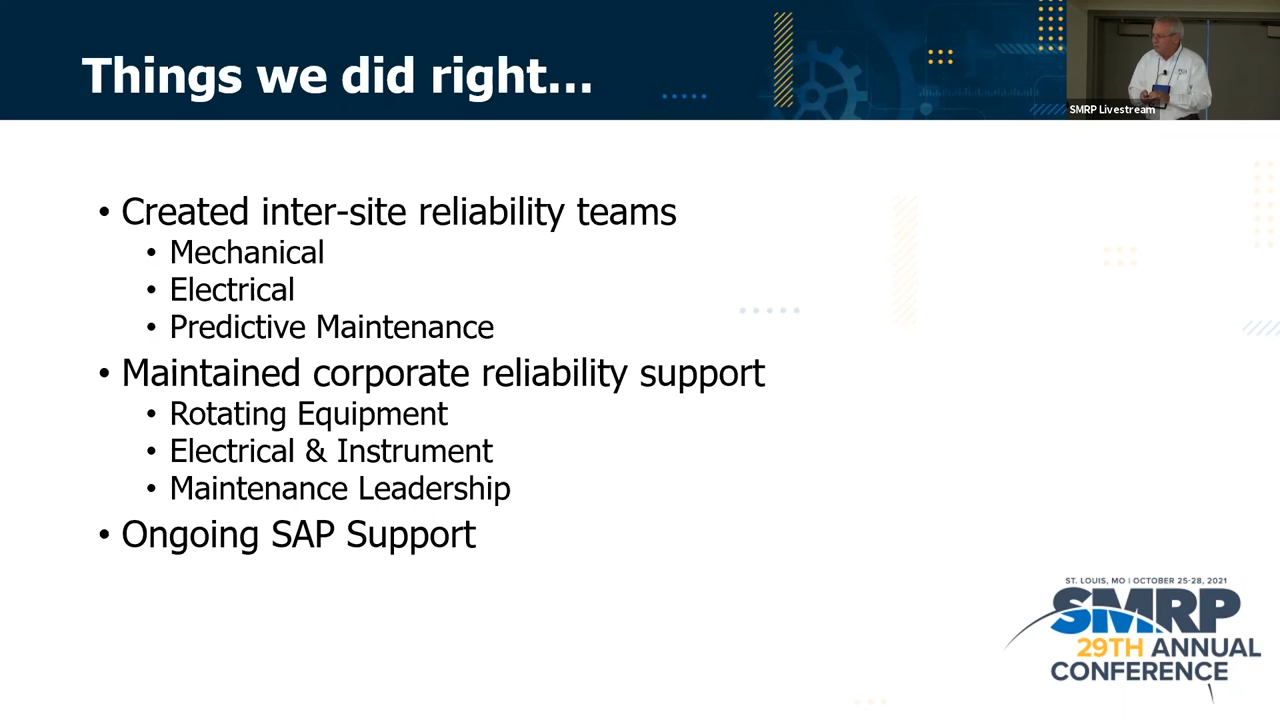 Things we did right...
SMRP Livestream
• Created inter-site reliability teams
• Mechanical
• Electrical
• Predictive Maintenance
• Maintained corporate reliability support
• Rotating Equipment
• Electrical & Instrument
• Maintenance Leadership
• Ongoing SAP Support
ST. LOUIS, MO | OCTOBER 25-28, 2021
SMRP
29TH ANNUAL
CONFERENCE